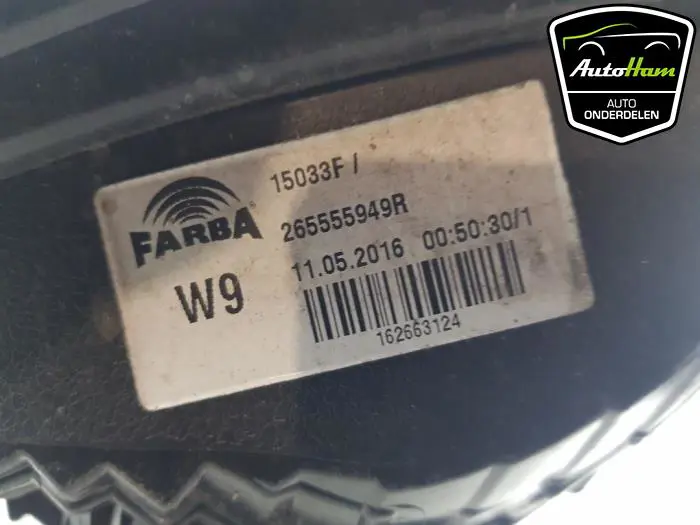 AutoHam
AUTO
ONDERDELEN
15033F /
FARBA
265555949R
11.05.2016 00:50:30/1
W9
162663124